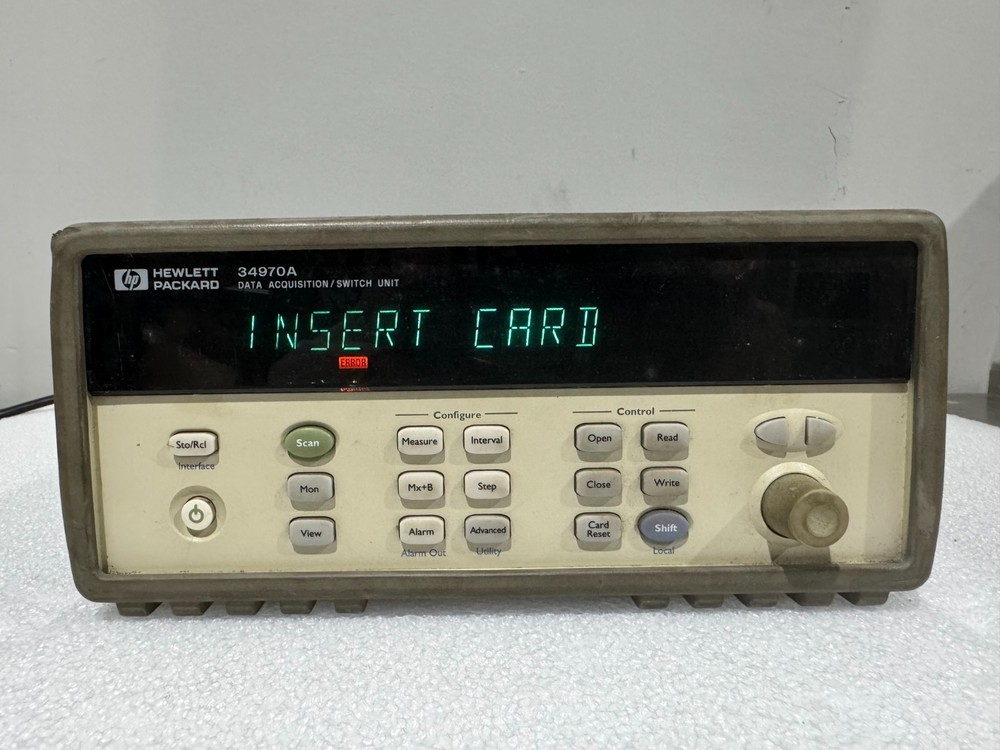 hp HEWLETT PACKARD
34970A
DATA ACQUISITION / SWITCH UNIT
INSERT CARD
ERROR
Configure
Control
Sto/Rcl
Scan
Measure
Interval
Open
Read
Interface
Mon
Mx+B
Step
Close
Write
View
Alarm
Advanced
Card Reset
Shift
Alarm Out
Utility
Local